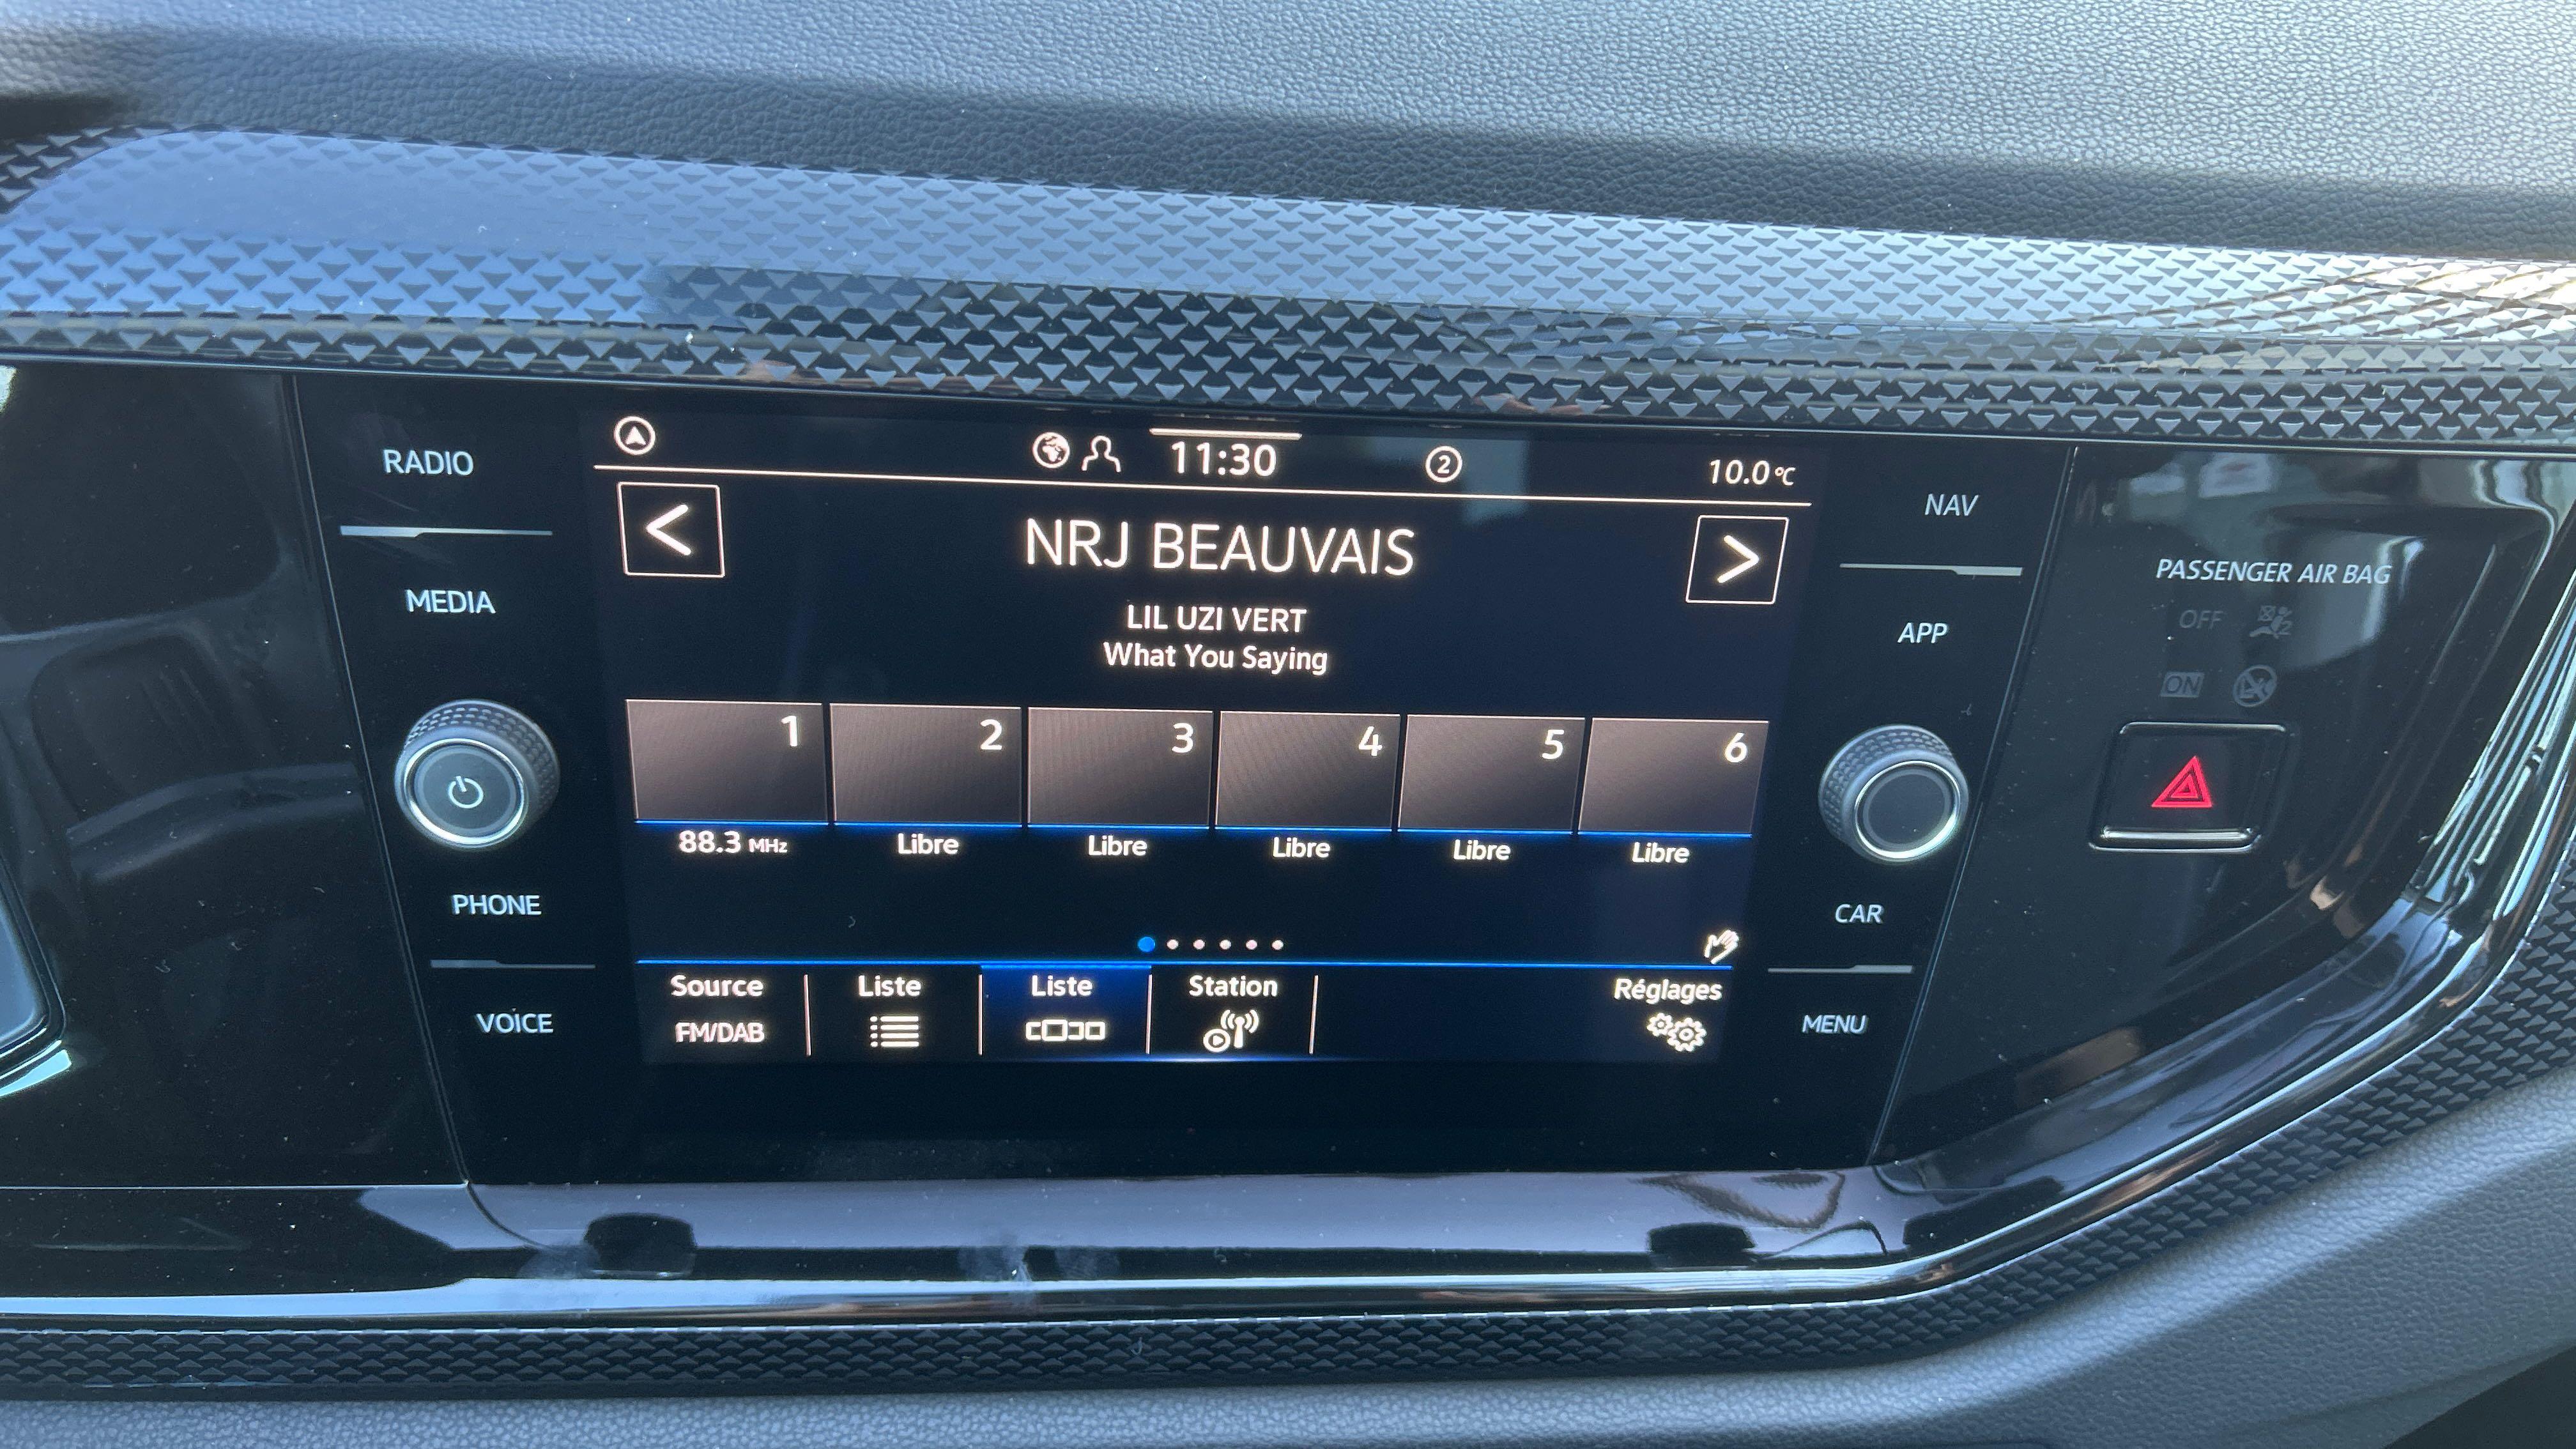 RADIO
MEDIA
PHONE
VOICE
11:30
2
10.0°C
NRJ BEAUVAIS
LIL UZI VERT
What You Saying
1 2 3 4 5 6
88.3 MHz Libre Libre Libre Libre Libre
Source Liste Liste Station Réglages
FM/DAB
NAV
APP
CAR
MENU
PASSENGER AIR BAG
OFF
ON